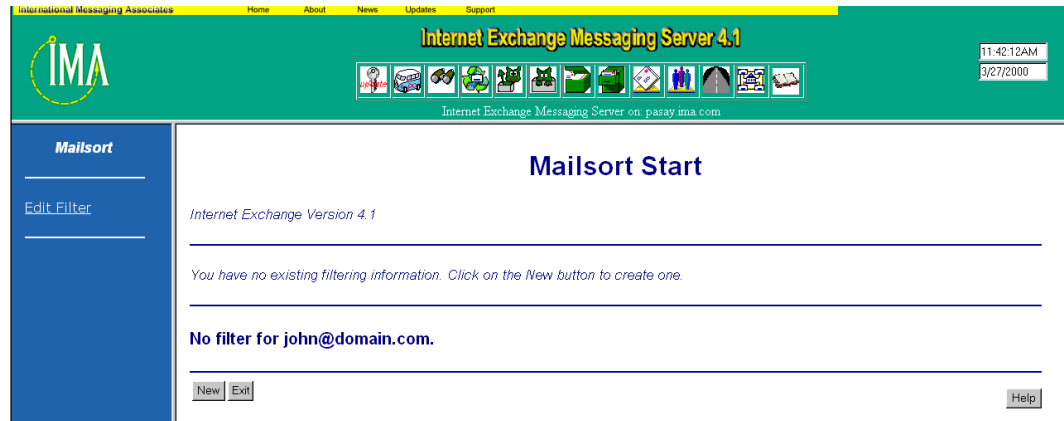 International Messaging Associates Home About News Updates Support
IMA
Internet Exchange Messaging Server 4.1
11:42:12AM
3/27/2000
update
Internet Exchange Messaging Server on: pasay.ima.com
Mailsort
Edit Filter
Mailsort Start
Internet Exchange Version 4.1
You have no existing filtering information. Click on the New button to create one.
No filter for john@domain.com.
New Exit
Help